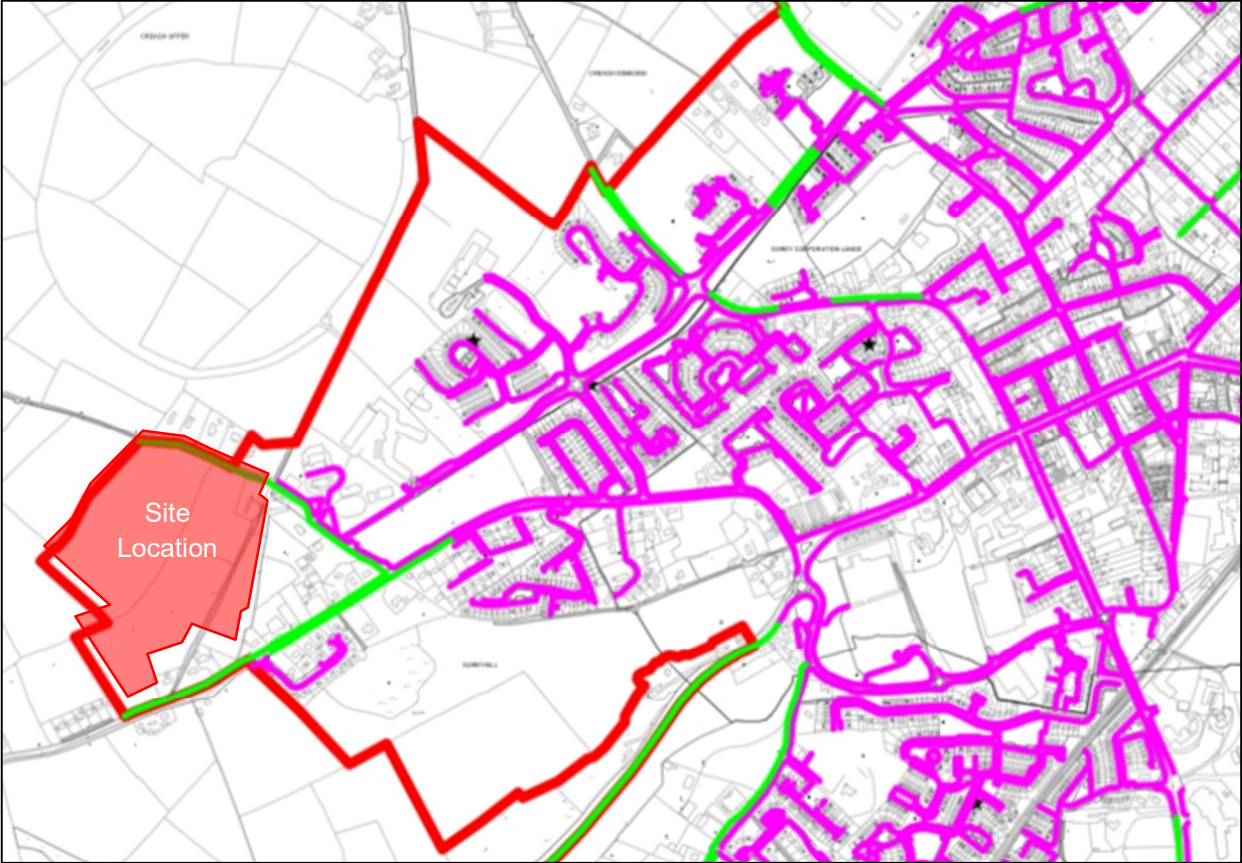 CREAGH UPPER
CREAGH DEMESNE
GOREY CORPORATION LANDS
Site
Location
GOREYHILL